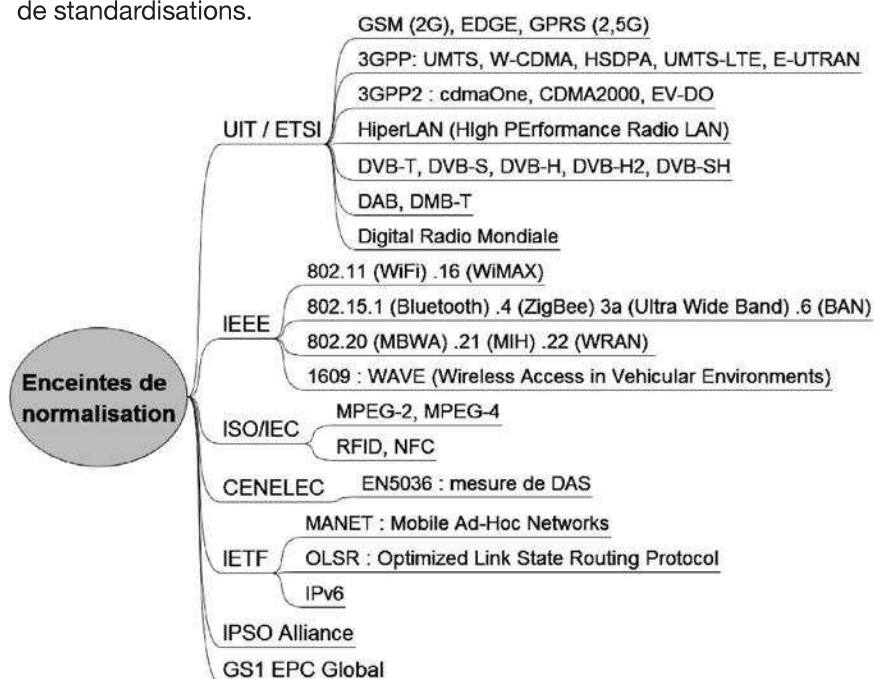 de standardisations.
GSM (2G), EDGE, GPRS (2,5G)
3GPP: UMTS, W-CDMA, HSDPA, UMTS-LTE, E-UTRAN
3GPP2 : cdmaOne, CDMA2000, EV-DO
UIT / ETSI
HiperLAN (HIgh PErformance Radio LAN)
DVB-T, DVB-S, DVB-H, DVB-H2, DVB-SH
DAB, DMB-T
Digital Radio Mondiale
802.11 (WiFi) .16 (WiMAX)
802.15.1 (Bluetooth) .4 (ZigBee) 3a (Ultra Wide Band) .6 (BAN)
IEEE
802.20 (MBWA) .21 (MIH) .22 (WRAN)
1609 : WAVE (Wireless Access in Vehicular Environments)
Enceintes de
normalisation
MPEG-2, MPEG-4
ISO/IEC
RFID, NFC
CENELEC
EN5036 : mesure de DAS
MANET : Mobile Ad-Hoc Networks
IETF
OLSR : Optimized Link State Routing Protocol
IPv6
IPSO Alliance
GS1 EPC Global